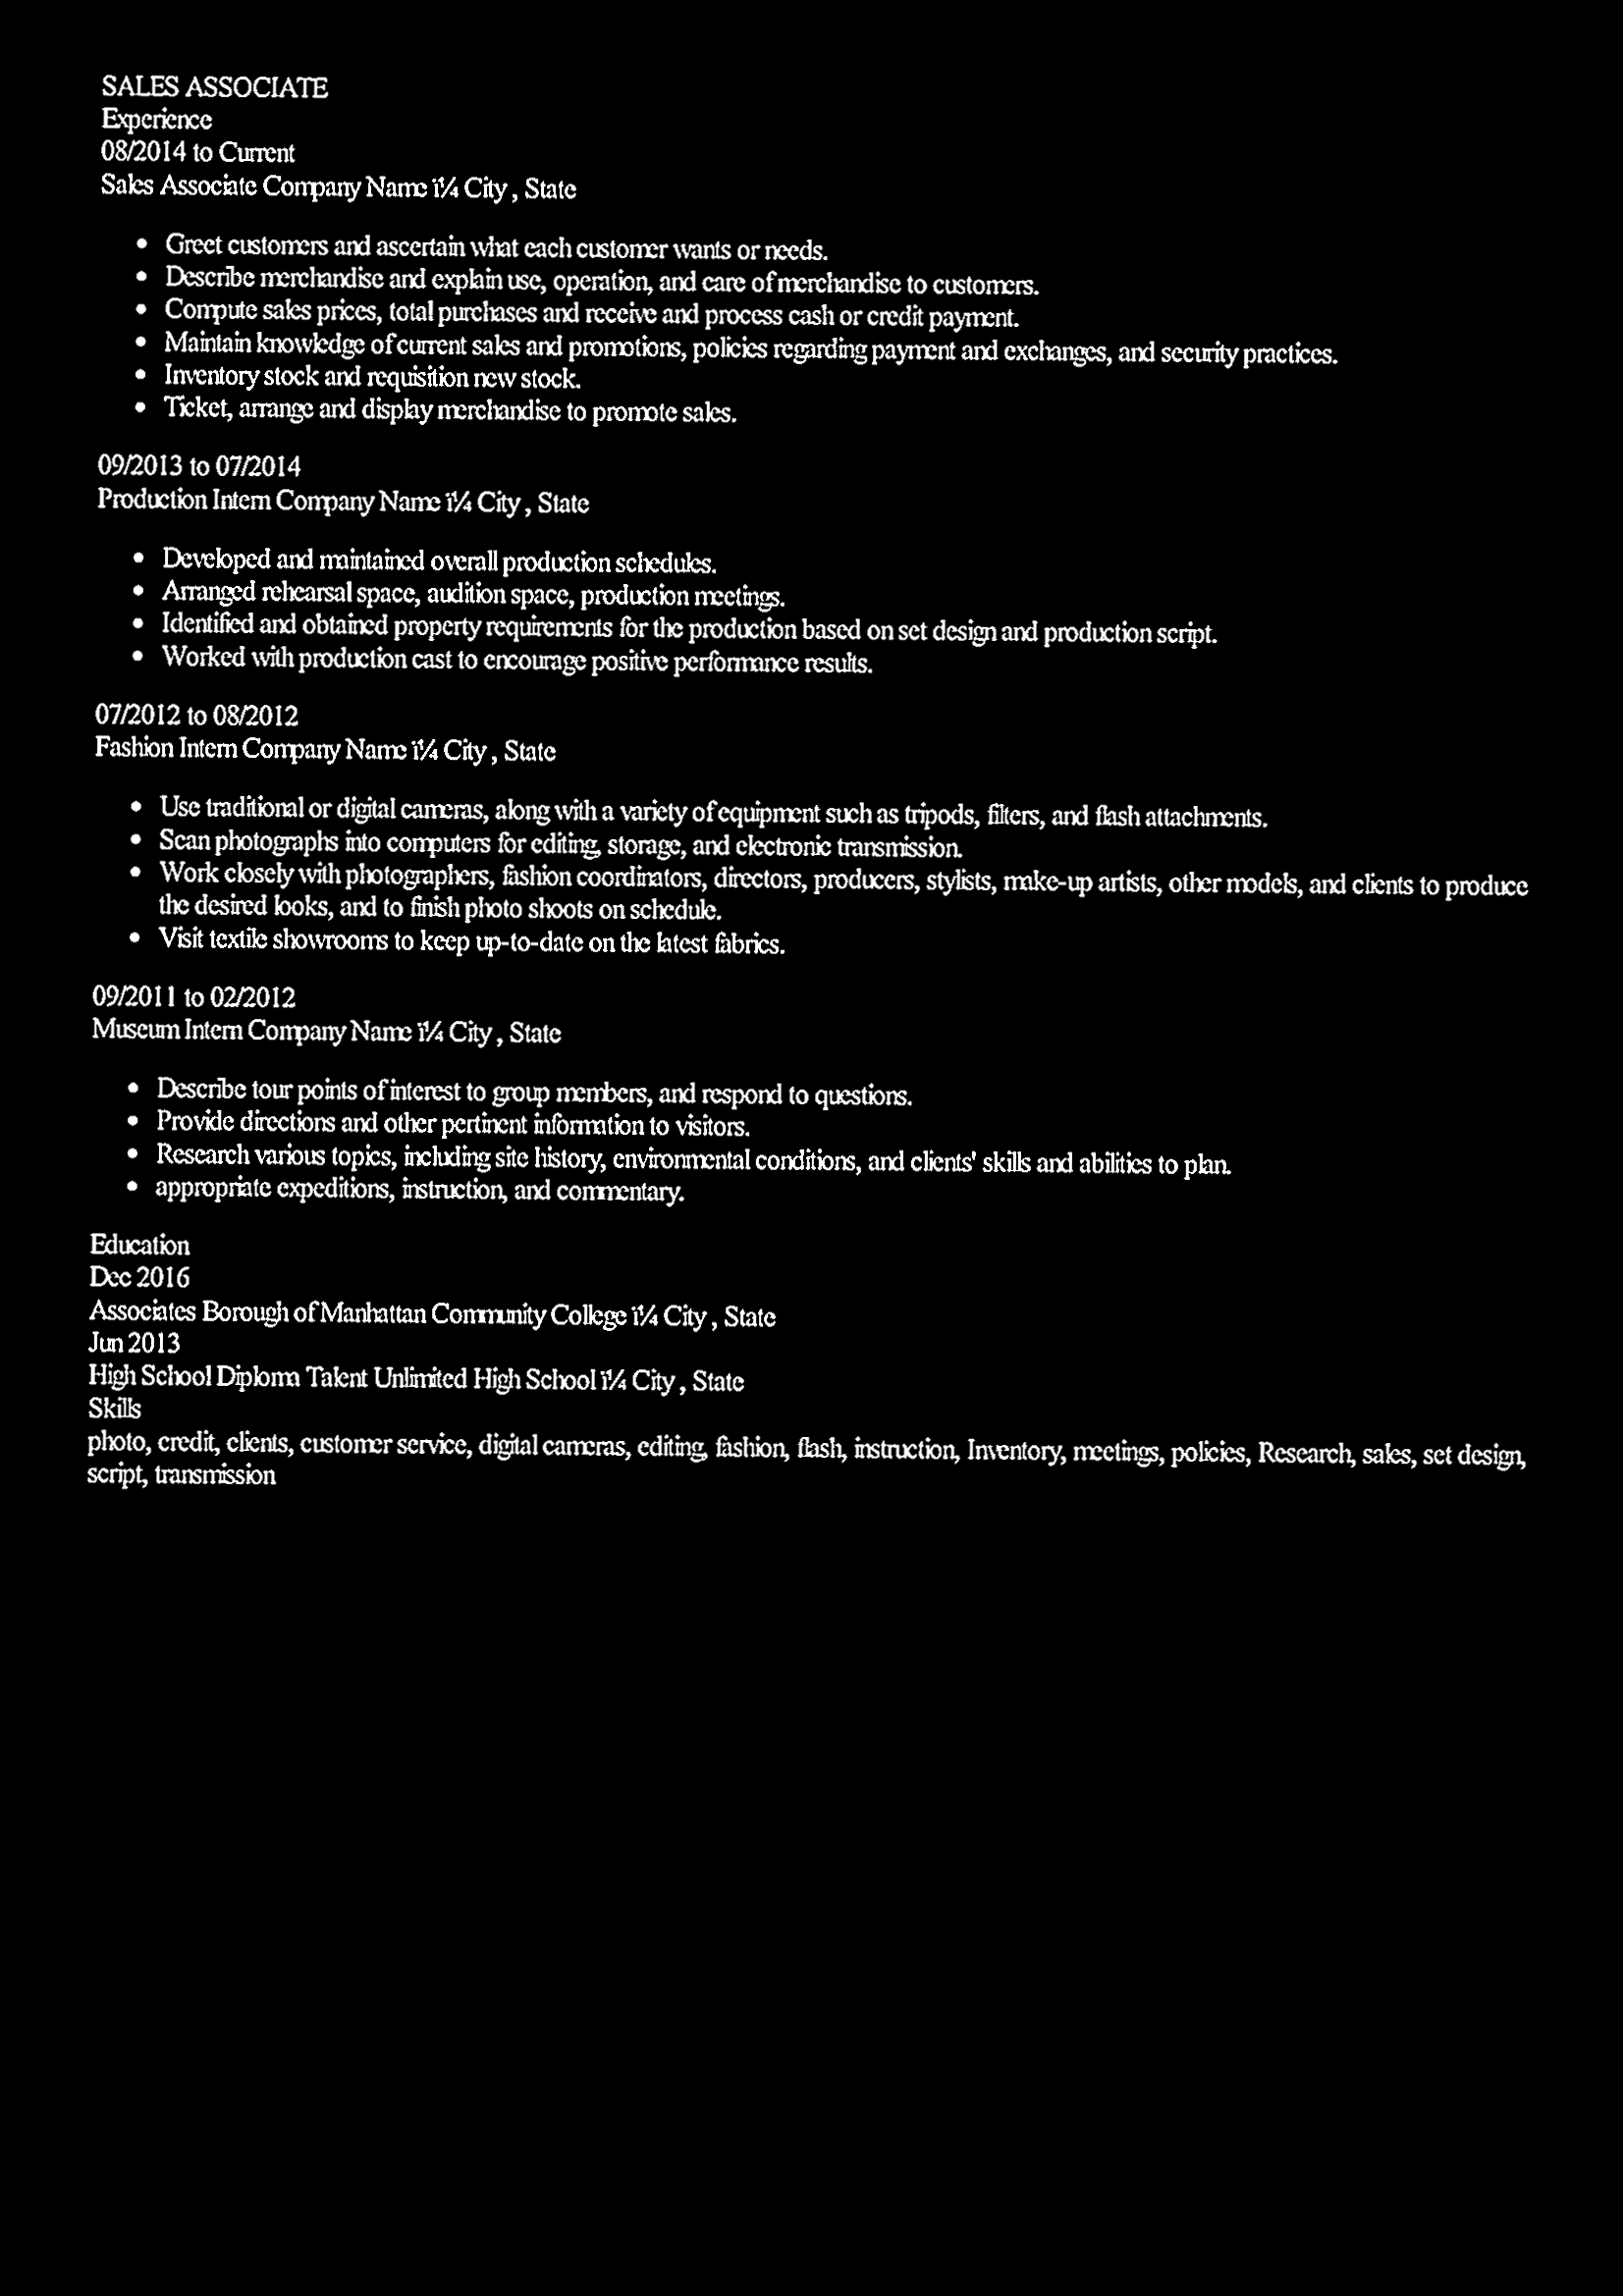 SALES ASSOCIATE
Experience
08/2014 to Current
Sales Associate Company Name ï¼ City , State
• Greet customers and ascertain what each customer wants or needs.
• Describe merchandise and explain use, operation, and care of merchandise to customers.
• Compute sales prices, total purchases and receive and process cash or credit payment.
• Maintain knowledge of current sales and promotions, policies regarding payment and exchanges, and security practices.
• Inventory stock and requisition new stock.
• Ticket, arrange and display merchandise to promote sales.
09/2013 to 07/2014
Production Intern Company Name ï¼ City , State
• Developed and maintained overall production schedules.
• Arranged rehearsal space, audition space, production meetings.
• Identified and obtained property requirements for the production based on set design and production script.
• Worked with production cast to encourage positive performance results.
07/2012 to 08/2012
Fashion Intern Company Name ï¼ City , State
• Use traditional or digital cameras, along with a variety of equipment such as tripods, filters, and flash attachments.
• Scan photographs into computers for editing, storage, and electronic transmission.
• Work closely with photographers, fashion coordinators, directors, producers, stylists, make-up artists, other models, and clients to produce
the desired looks, and to finish photo shoots on schedule.
• Visit textile showrooms to keep up-to-date on the latest fabrics.
09/2011 to 02/2012
Museum Intern Company Name ï¼ City , State
• Describe tour points of interest to group members, and respond to questions.
• Provide directions and other pertinent information to visitors.
• Research various topics, including site history, environmental conditions, and clients' skills and abilities to plan.
• appropriate expeditions, instruction, and commentary.
Education
Dec 2016
Associates Borough of Manhattan Community College ï¼ City , State
Jun 2013
High School Diploma Talent Unlimited High School ï¼ City , State
Skills
photo, credit, clients, customer service, digital cameras, editing, fashion, flash, instruction, Inventory, meetings, policies, Research, sales, set design,
script, transmission